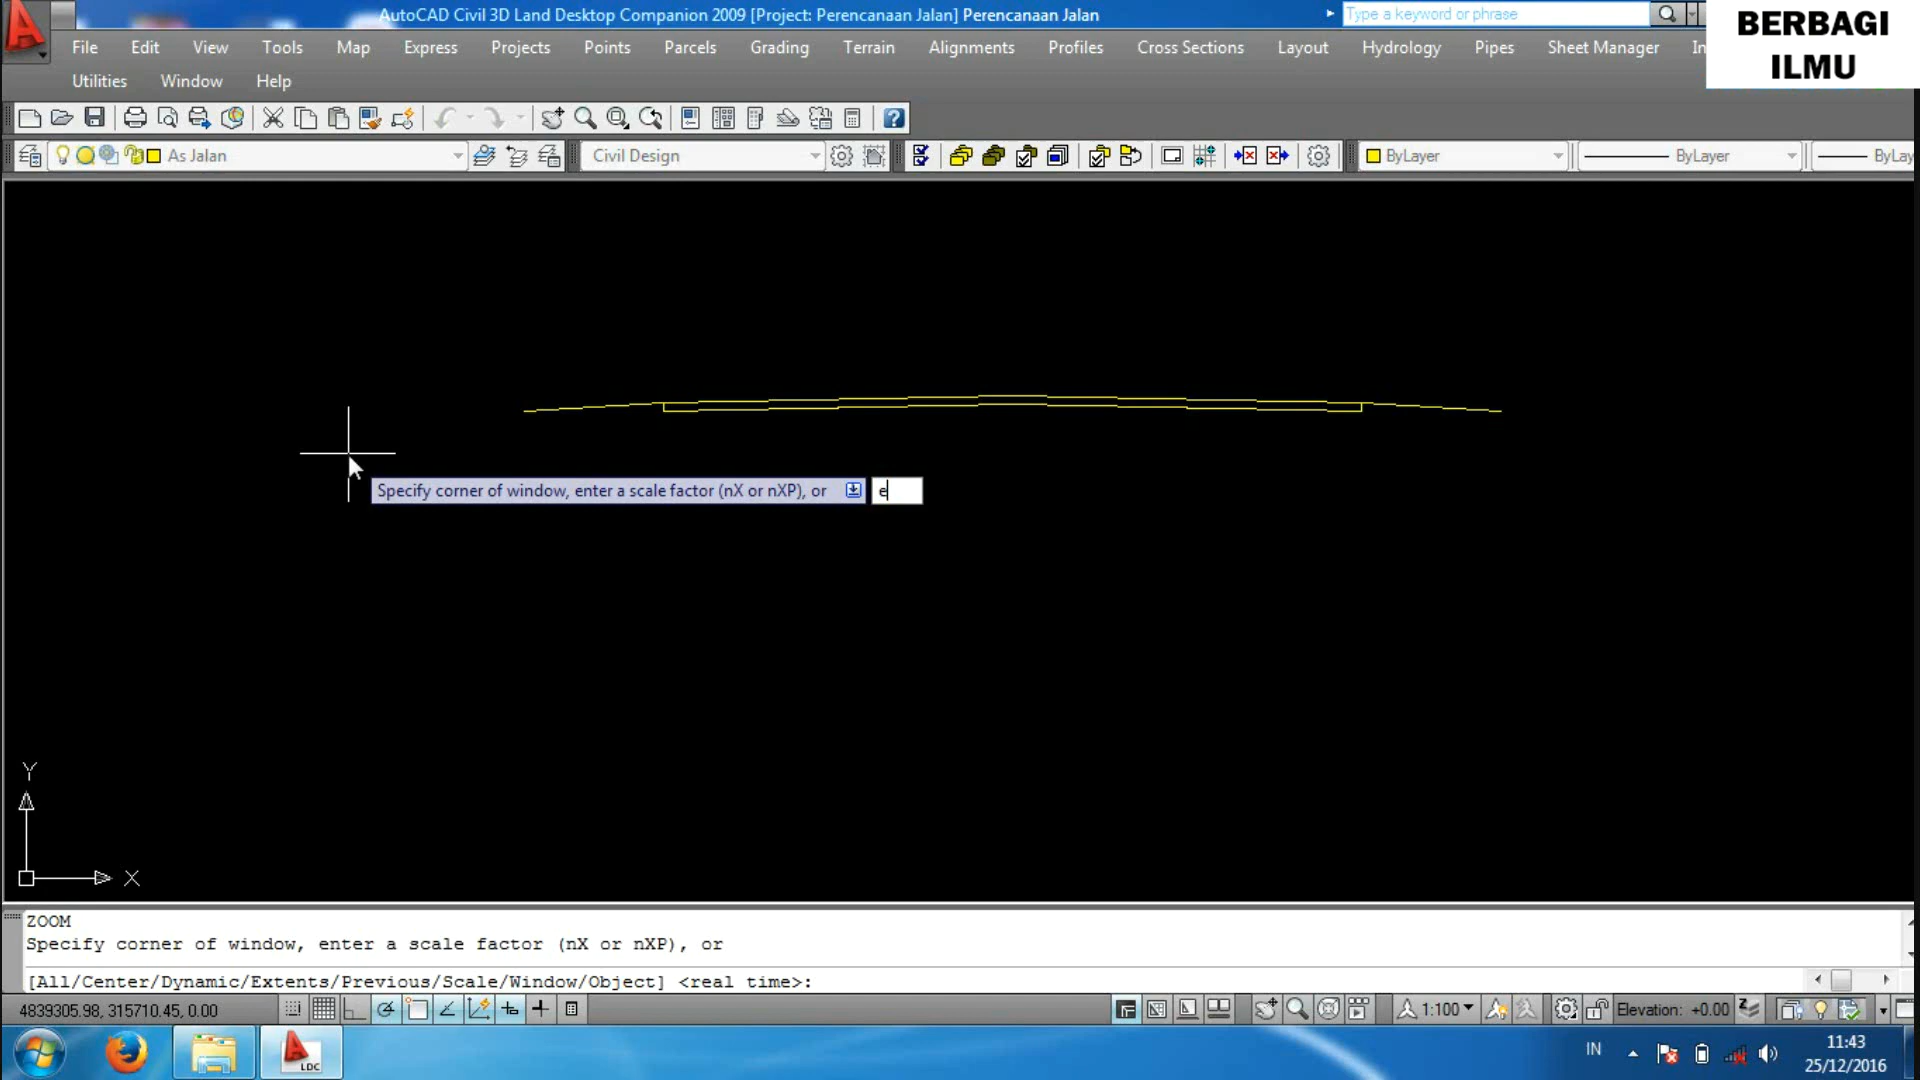 AutoCAD Civil 3D Land Desktop Companion 2009 [Project: Perencanaan Jalan] Perencanaan Jalan
Type a keyword or phrase
BERBAGI
ILMU
File Edit View Tools Map Express Projects Points Parcels Grading Terrain Alignments Profiles Cross Sections Layout Hydrology Pipes Sheet Manager In
Utilities Window Help
As Jalan Civil Design ByLayer ByLayer ByLay
Specify corner of window, enter a scale factor (nX or nXP), or e
Y
X
ZOOM
Specify corner of window, enter a scale factor (nX or nXP), or
[All/Center/Dynamic/Extents/Previous/Scale/Window/Object] <real time>:
4839305.98, 315710.45, 0.00 1:100 Elevation: +0.00
LDC
IN
11:43
25/12/2016